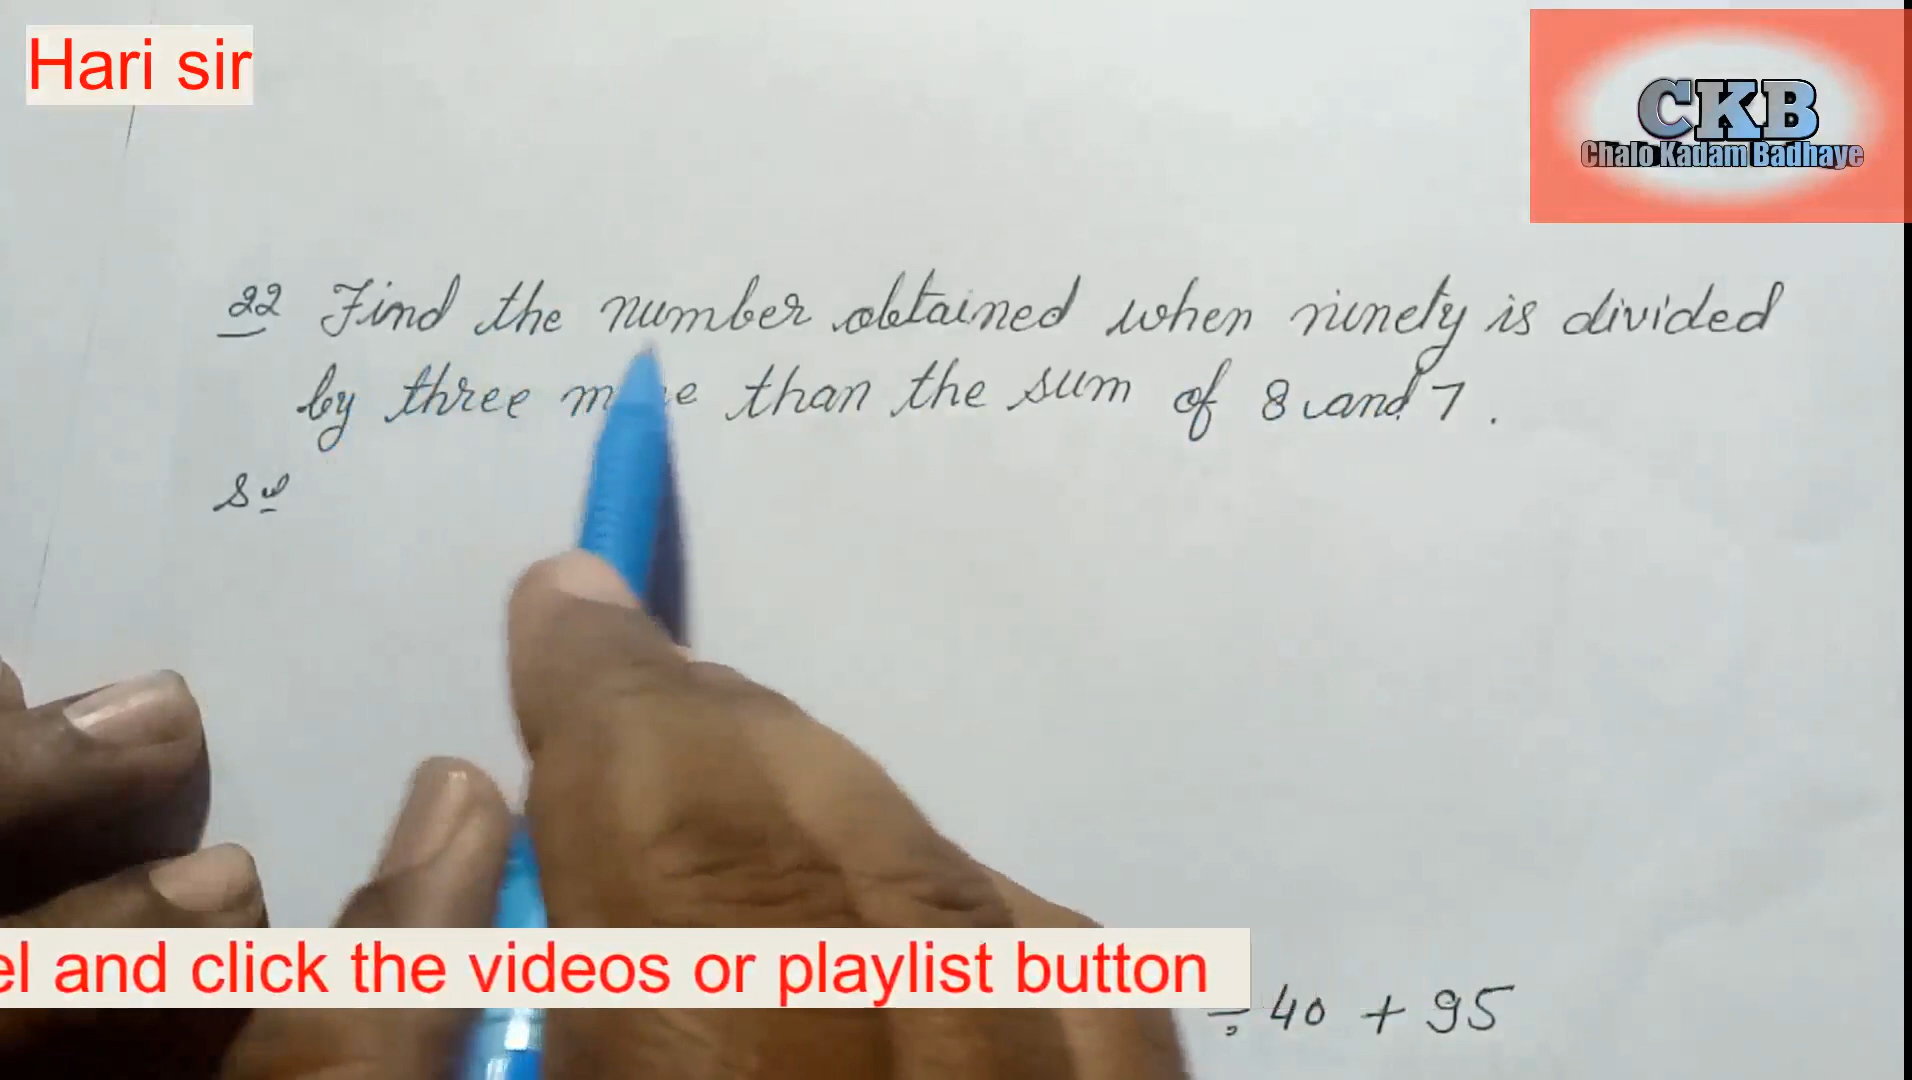 Hari sir
CKB
Chalo Kadam Badhaye
22 Find the number obtained when ninety is divided
by three than the sum of 8 and 7.
Sol
el and click the videos or playlist button
÷ 40 + 95